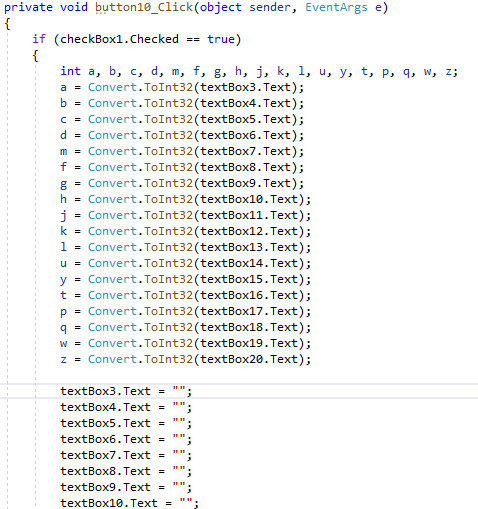 private void button10_Click(object sender, EventArgs e)
{
if (checkBox1.Checked == true)
{
int a, b, c, d, m, f, g, h, j, k, l, u, y, t, p, q, w, z;
a = Convert.ToInt32(textBox3.Text);
b = Convert.ToInt32(textBox4.Text);
c = Convert.ToInt32(textBox5.Text);
d = Convert.ToInt32(textBox6.Text);
m = Convert.ToInt32(textBox7.Text);
f = Convert.ToInt32(textBox8.Text);
g = Convert.ToInt32(textBox9.Text);
h = Convert.ToInt32(textBox10.Text);
j = Convert.ToInt32(textBox11.Text);
k = Convert.ToInt32(textBox12.Text);
l = Convert.ToInt32(textBox13.Text);
u = Convert.ToInt32(textBox14.Text);
y = Convert.ToInt32(textBox15.Text);
t = Convert.ToInt32(textBox16.Text);
p = Convert.ToInt32(textBox17.Text);
q = Convert.ToInt32(textBox18.Text);
w = Convert.ToInt32(textBox19.Text);
z = Convert.ToInt32(textBox20.Text);
textBox3.Text = "";
textBox4.Text = "";
textBox5.Text = "";
textBox6.Text = "";
textBox7.Text = "";
textBox8.Text = "";
textBox9.Text = "";
textBox10.Text = "";